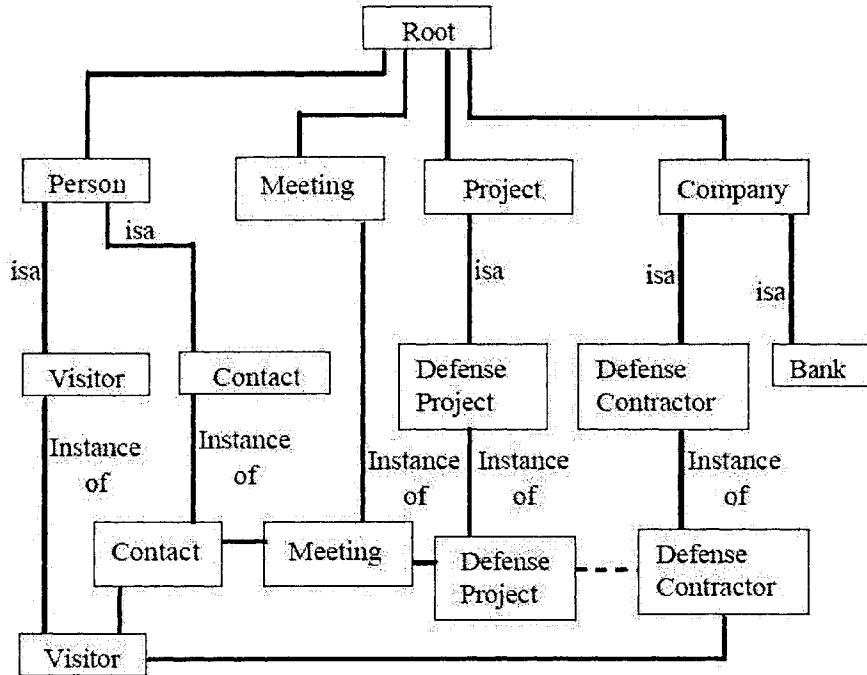 Root
Person
Meeting
Project
Company
isa
isa
isa
isa
isa
Visitor
Contact
Defense
Project
Defense
Contractor
Bank
Instance
of
Instance
of
Instance
of
Instance
of
Instance
of
Contact
Meeting
Defense
Project
Defense
Contractor
Visitor